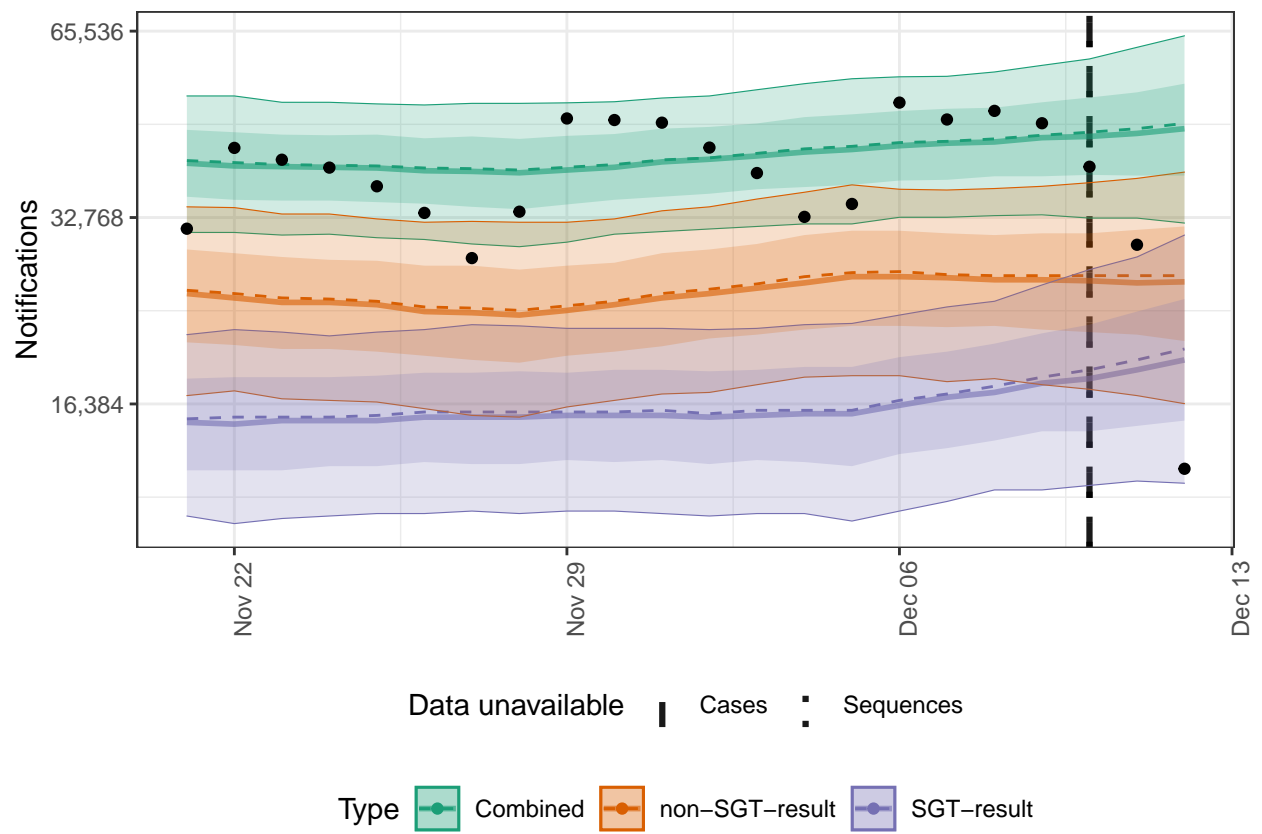 65,536
32,768
16,384
Notifications
Nov 22
Nov 29
Dec 06
Dec 13
Data unavailable Cases Sequences
Type Combined non−SGT−result SGT−result